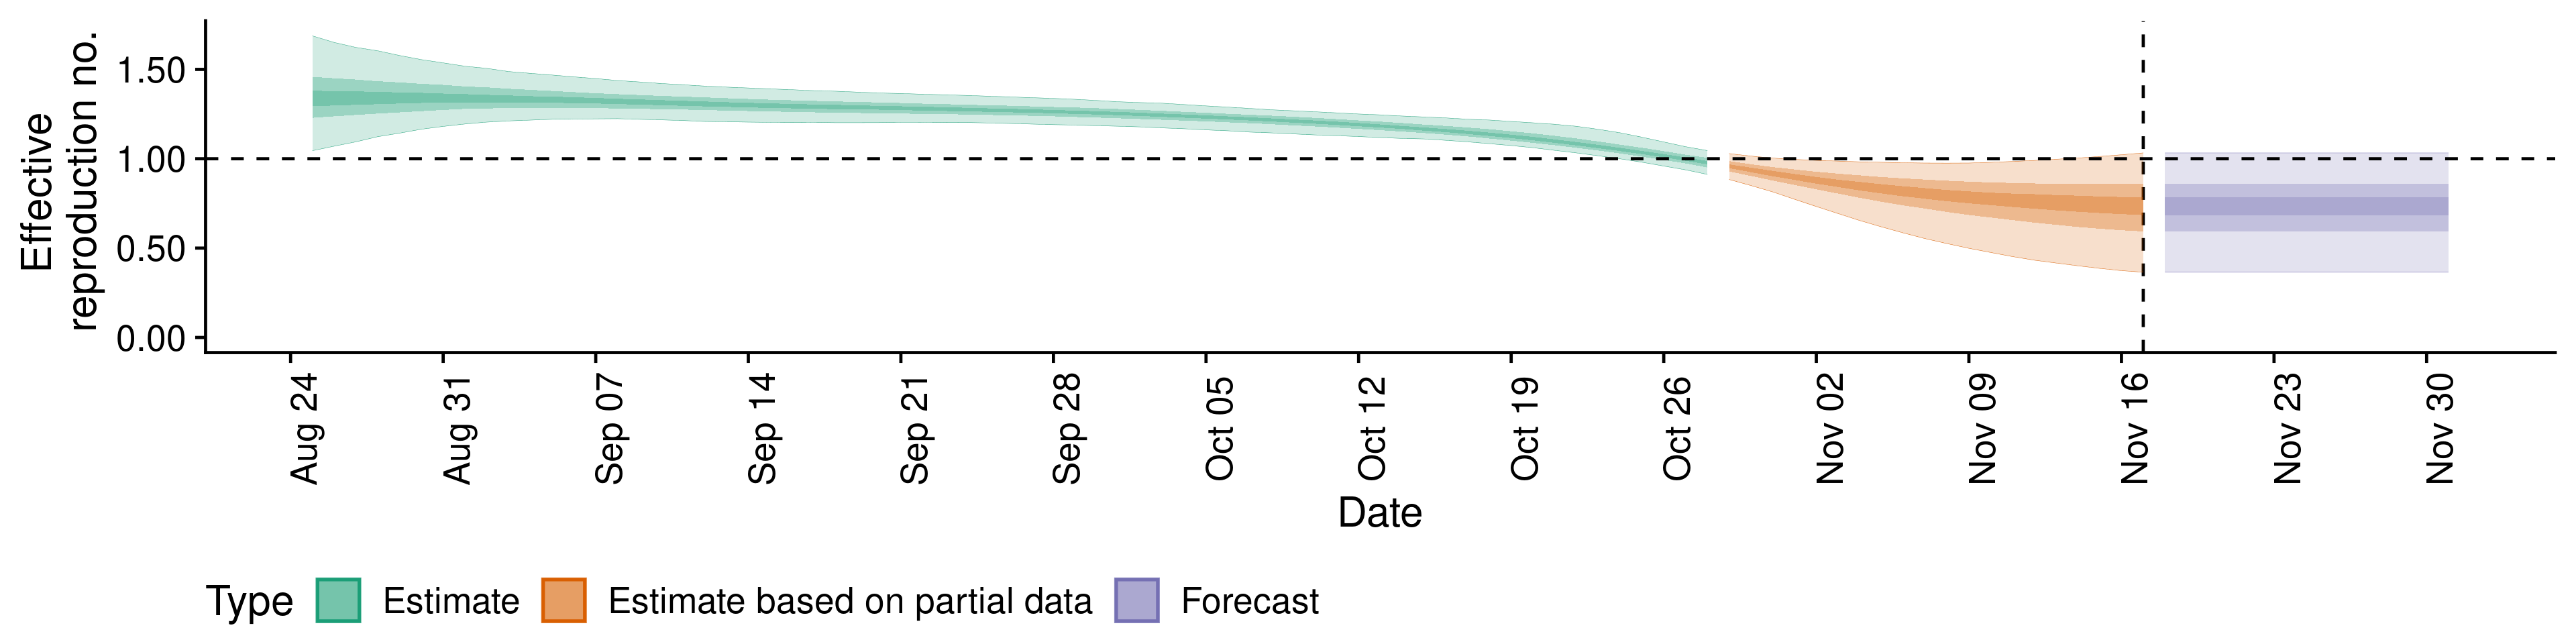 Effective
reproduction no.
1.50
1.00
0.50
0.00
Aug 24
Aug 31
Sep 07
Sep 14
Sep 21
Sep 28
Oct 05
Oct 12
Oct 19
Oct 26
Nov 02
Nov 09
Nov 16
Nov 23
Nov 30
Date
Type Estimate Estimate based on partial data Forecast